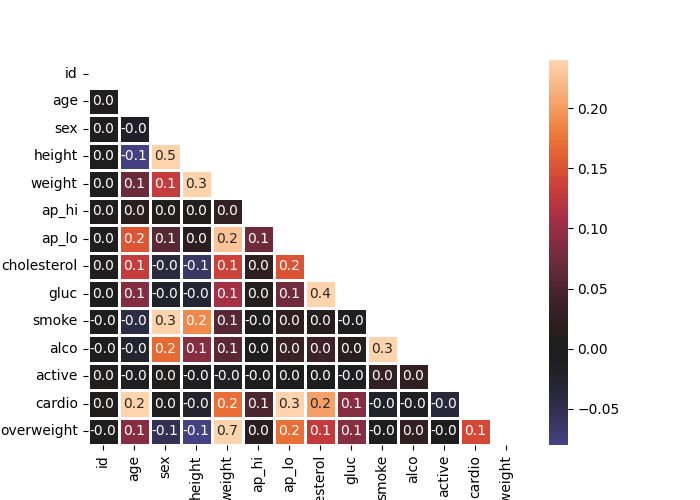 id
age 0.0
sex 0.0 -0.0
height 0.0 -0.1 0.5
weight 0.0 0.1 0.1 0.3
ap_hi 0.0 0.0 0.0 0.0 0.0
ap_lo 0.0 0.2 0.1 0.0 0.2 0.1
cholesterol 0.0 0.1 -0.0 -0.1 0.1 0.0 0.2
gluc 0.0 0.1 -0.0 -0.0 0.1 0.0 0.1 0.4
smoke -0.0 -0.0 0.3 0.2 0.1 -0.0 0.0 0.0 -0.0
alco -0.0 -0.0 0.2 0.1 0.1 0.0 0.0 0.0 0.0 0.3
active 0.0 -0.0 0.0 -0.0 -0.0 -0.0 0.0 0.0 -0.0 0.0 0.0
cardio 0.0 0.2 0.0 -0.0 0.2 0.1 0.3 0.2 0.1 -0.0 -0.0 -0.0
overweight -0.0 0.1 -0.1 -0.1 0.7 0.0 0.2 0.1 0.1 -0.0 0.0 -0.0 0.1
id age sex height weight ap_hi ap_lo esterol gluc smoke alco active cardio weight
0.20
0.15
0.10
0.05
0.00
−0.05